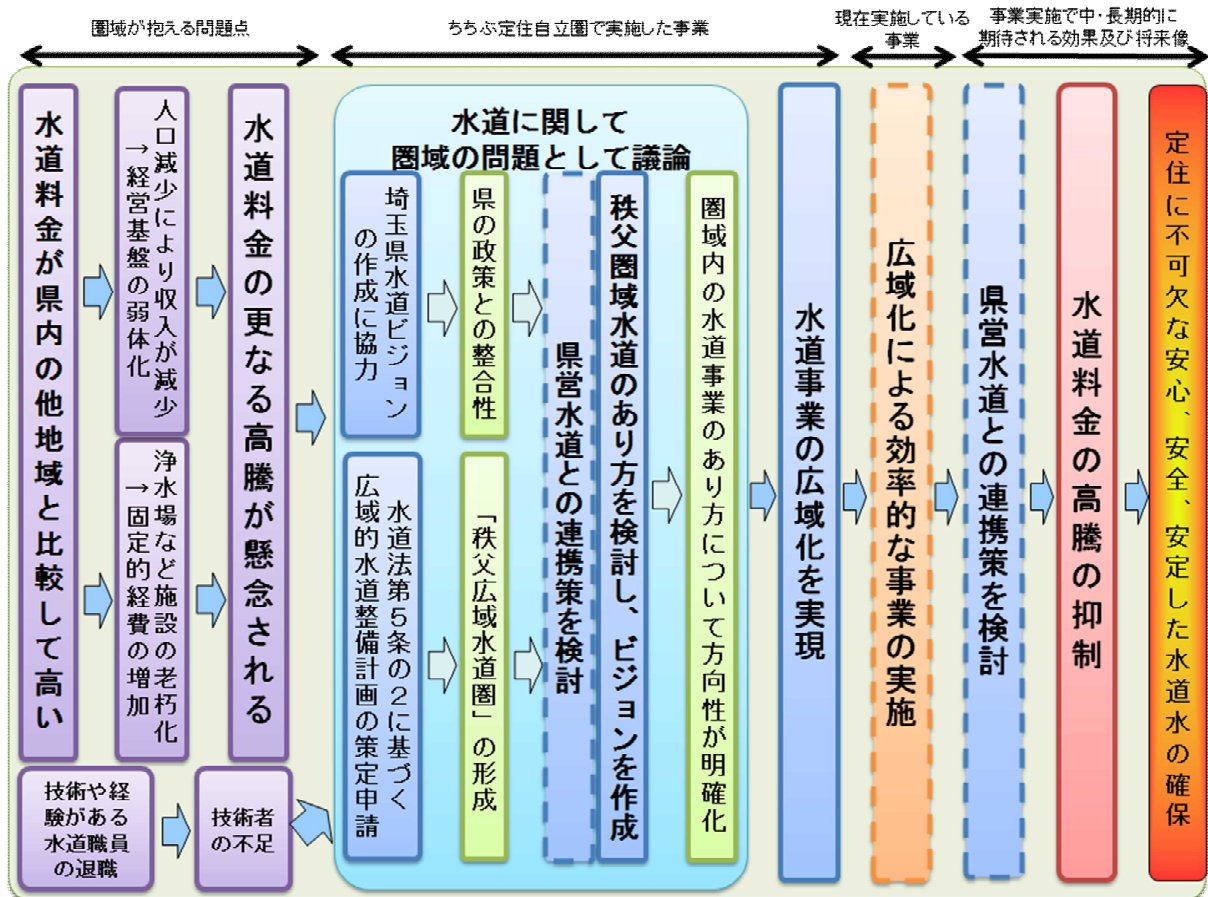 圏域が抱える問題点
ちちぶ定住自立圏で実施した事業
現在実施している
事業
事業実施で中・長期的に
期待される効果及び将来像
水道料金が県内の他地域と比較して高い
人口減少により収入が減少
→経営基盤の弱体化
浄水場など施設の老朽化
→固定的経費の増加
水道料金の更なる高騰が懸念される
技術や経
験がある
水道職員
の退職
技術者
の不足
水道に関して
圏域の問題として議論
埼玉県水道ビジョン
の作成に協力
水道法第5条の2に基づく
広域的水道整備計画の策定申請
県の政策との整合性
「秩父広域水道圏」の形成
県営水道との連携策を検討
秩父圏域水道のあり方を検討し、ビジョンを作成
圏域内の水道事業のあり方について方向性が明確化
水道事業の広域化を実現
広域化による効率的な事業の実施
県営水道との連携策を検討
水道料金の高騰の抑制
定住に不可欠な安心、安全、安定した水道水の確保